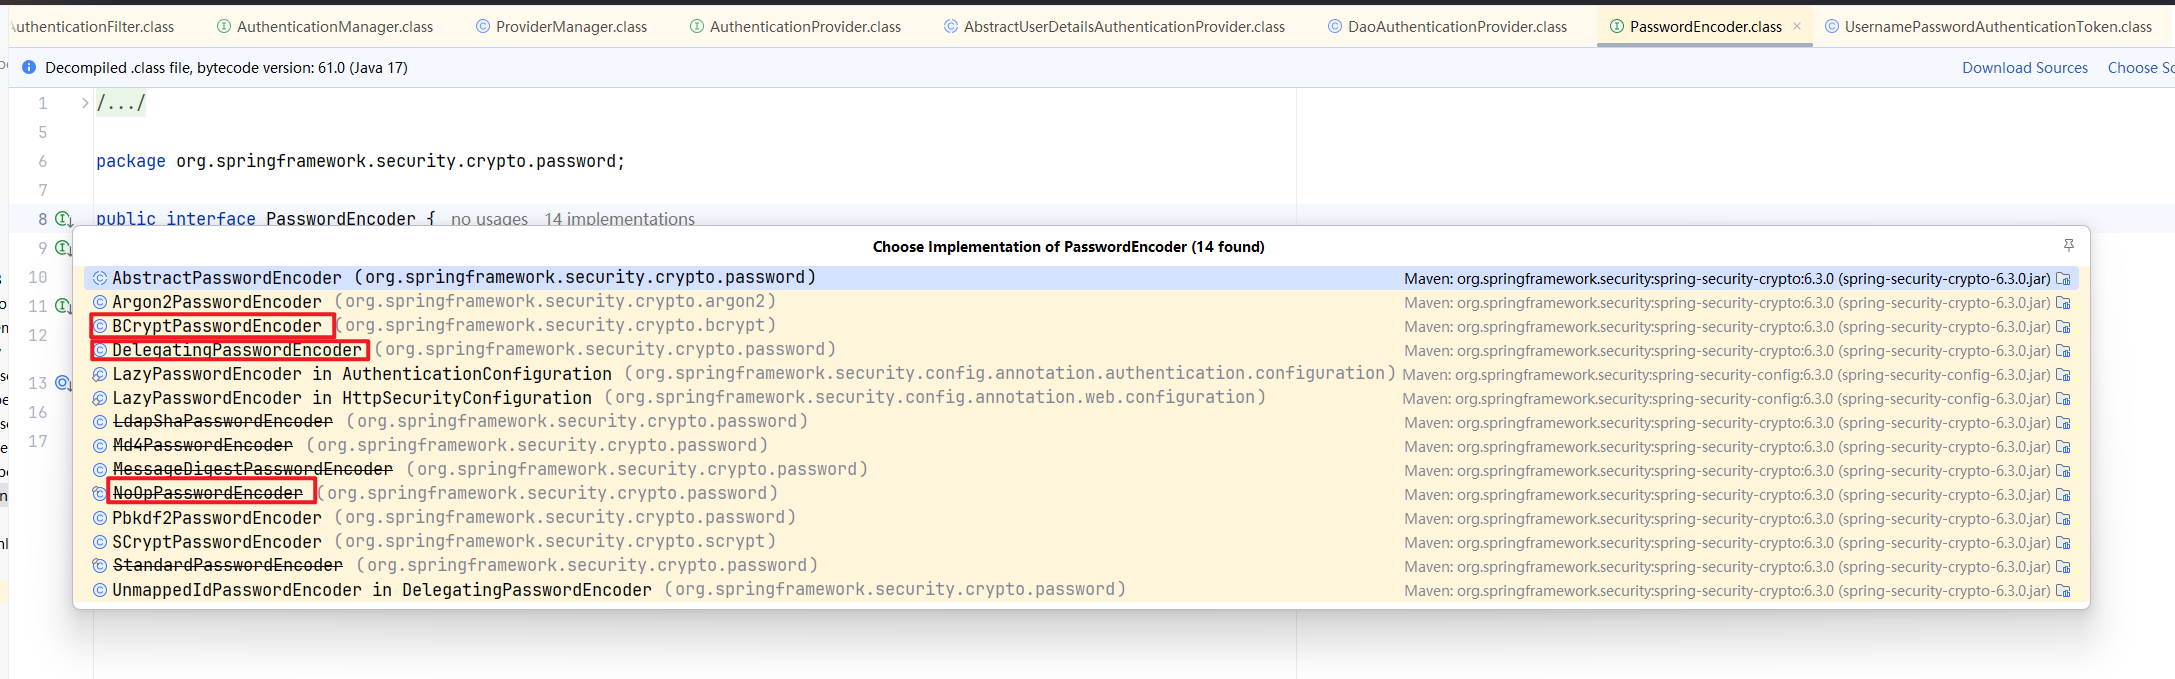 AuthenticationFilter.class AuthenticationManager.class ProviderManager.class AuthenticationProvider.class AbstractUserDetailsAuthenticationProvider.class DaoAuthenticationProvider.class PasswordEncoder.class UsernamePasswordAuthenticationToken.class
Decompiled .class file, bytecode version: 61.0 (Java 17) Download Sources Choose So
1 /.../
5
6 package org.springframework.security.crypto.password;
7
8 public interface PasswordEncoder { no usages 14 implementations
9
Choose Implementation of PasswordEncoder (14 found)
10 AbstractPasswordEncoder (org.springframework.security.crypto.password) Maven: org.springframework.security:spring-security-crypto:6.3.0 (spring-security-crypto-6.3.0.jar)
11 Argon2PasswordEncoder (org.springframework.security.crypto.argon2) Maven: org.springframework.security:spring-security-crypto:6.3.0 (spring-security-crypto-6.3.0.jar)
12 BCryptPasswordEncoder (org.springframework.security.crypto.bcrypt) Maven: org.springframework.security:spring-security-crypto:6.3.0 (spring-security-crypto-6.3.0.jar)
DelegatingPasswordEncoder (org.springframework.security.crypto.password) Maven: org.springframework.security:spring-security-crypto:6.3.0 (spring-security-crypto-6.3.0.jar)
13 LazyPasswordEncoder in AuthenticationConfiguration (org.springframework.security.config.annotation.authentication.configuration) Maven: org.springframework.security:spring-security-config:6.3.0 (spring-security-config-6.3.0.jar)
LazyPasswordEncoder in HttpSecurityConfiguration (org.springframework.security.config.annotation.web.configuration) Maven: org.springframework.security:spring-security-config:6.3.0 (spring-security-config-6.3.0.jar)
16 LdapShaPasswordEncoder (org.springframework.security.crypto.password) Maven: org.springframework.security:spring-security-crypto:6.3.0 (spring-security-crypto-6.3.0.jar)
17 Md4PasswordEncoder (org.springframework.security.crypto.password) Maven: org.springframework.security:spring-security-crypto:6.3.0 (spring-security-crypto-6.3.0.jar)
MessageDigestPasswordEncoder (org.springframework.security.crypto.password) Maven: org.springframework.security:spring-security-crypto:6.3.0 (spring-security-crypto-6.3.0.jar)
NoOpPasswordEncoder (org.springframework.security.crypto.password) Maven: org.springframework.security:spring-security-crypto:6.3.0 (spring-security-crypto-6.3.0.jar)
Pbkdf2PasswordEncoder (org.springframework.security.crypto.password) Maven: org.springframework.security:spring-security-crypto:6.3.0 (spring-security-crypto-6.3.0.jar)
SCryptPasswordEncoder (org.springframework.security.crypto.scrypt) Maven: org.springframework.security:spring-security-crypto:6.3.0 (spring-security-crypto-6.3.0.jar)
StandardPasswordEncoder (org.springframework.security.crypto.password) Maven: org.springframework.security:spring-security-crypto:6.3.0 (spring-security-crypto-6.3.0.jar)
UnmappedIdPasswordEncoder in DelegatingPasswordEncoder (org.springframework.security.crypto.password) Maven: org.springframework.security:spring-security-crypto:6.3.0 (spring-security-crypto-6.3.0.jar)